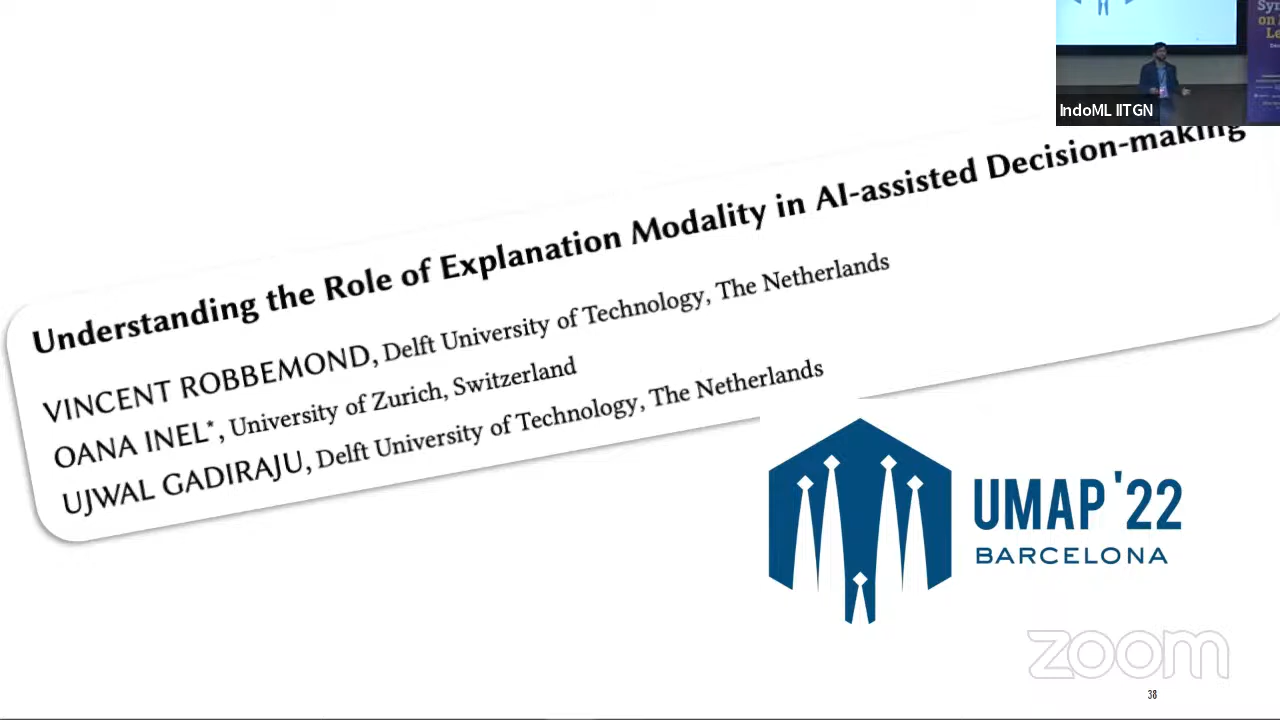 IndoML IITGN
Understanding the Role of Explanation Modality in AI-assisted Decision-making
VINCENT ROBBEMOND, Delft University of Technology, The Netherlands
OANA INEL*, University of Zurich, Switzerland
UJWAL GADIRAJU, Delft University of Technology, The Netherlands
UMAP '22
BARCELONA
zoom
38